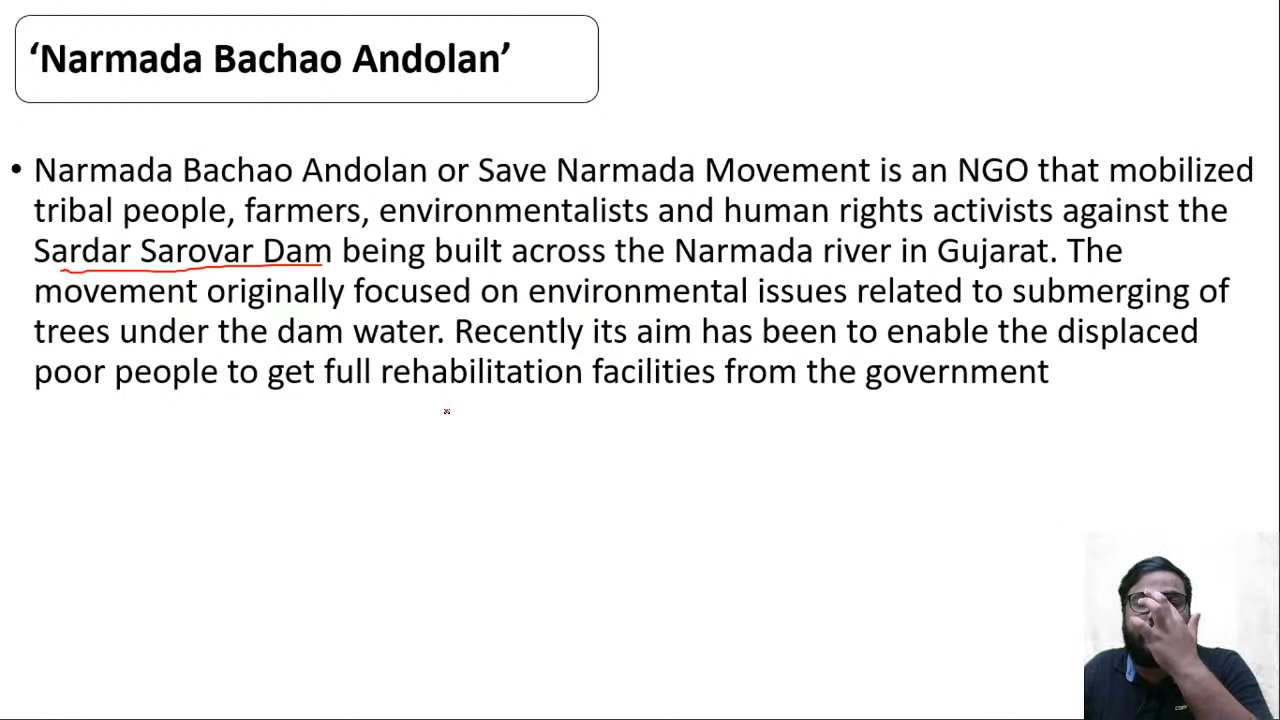 ‘Narmada Bachao Andolan’
• Narmada Bachao Andolan or Save Narmada Movement is an NGO that mobilized
tribal people, farmers, environmentalists and human rights activists against the
Sardar Sarovar Dam being built across the Narmada river in Gujarat. The
movement originally focused on environmental issues related to submerging of
trees under the dam water. Recently its aim has been to enable the displaced
poor people to get full rehabilitation facilities from the government